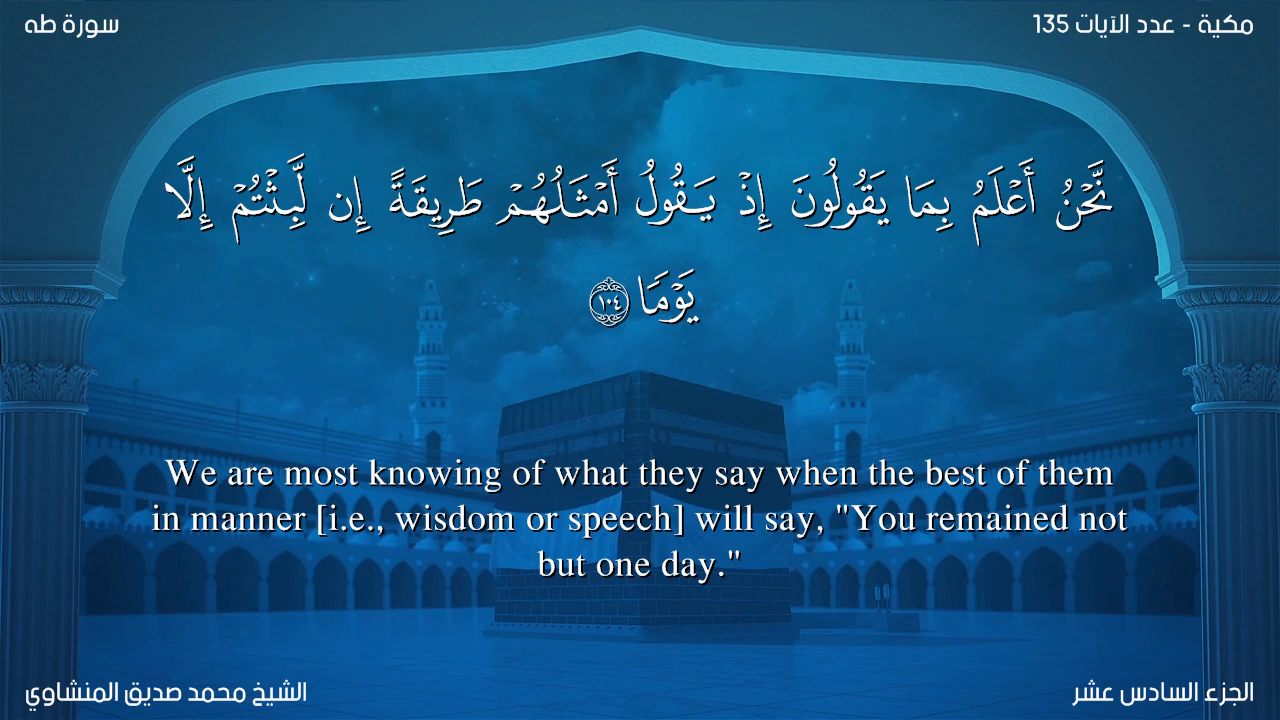 سورة طه
مكية - عدد الآيات 135
نَّحْنُ أَعْلَمُ بِمَا يَقُولُونَ إِذْ يَقُولُ أَمْثَلُهُمْ طَرِيقَةً إِن لَّبِثْتُمْ إِلَّا
يَوْمًا ١٠٤
We are most knowing of what they say when the best of them
in manner [i.e., wisdom or speech] will say, "You remained not
but one day."
الشيخ محمد صديق المنشاوي
الجزء السادس عشر